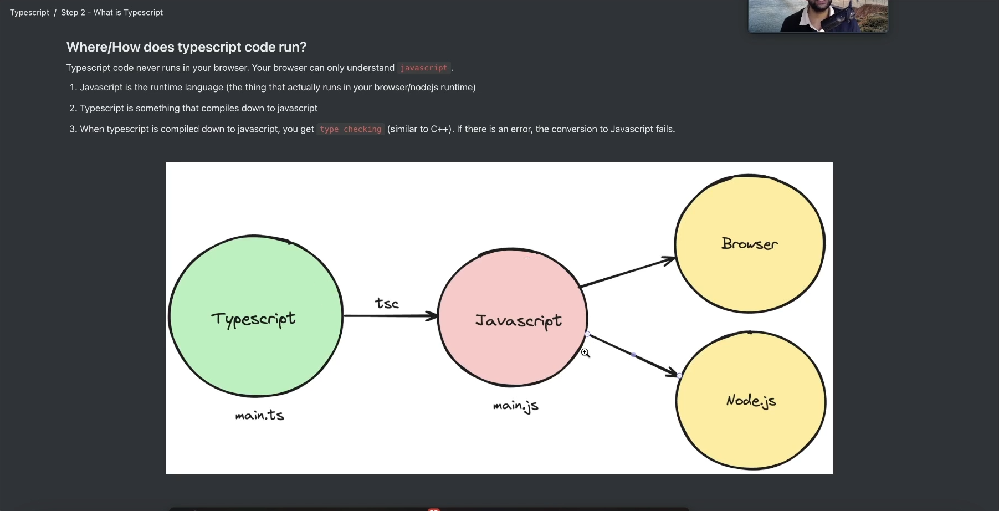 Typescript / Step 2 - What is Typescript
Where/How does typescript code run?
Typescript code never runs in your browser. Your browser can only understand javascript .
1. Javascript is the runtime language (the thing that actually runs in your browser/nodejs runtime)
2. Typescript is something that compiles down to javascript
3. When typescript is compiled down to javascript, you get type checking (similar to C++). If there is an error, the conversion to Javascript fails.
Browser
tsc
Typescript
Javascript
Node.js
main.ts
main.js